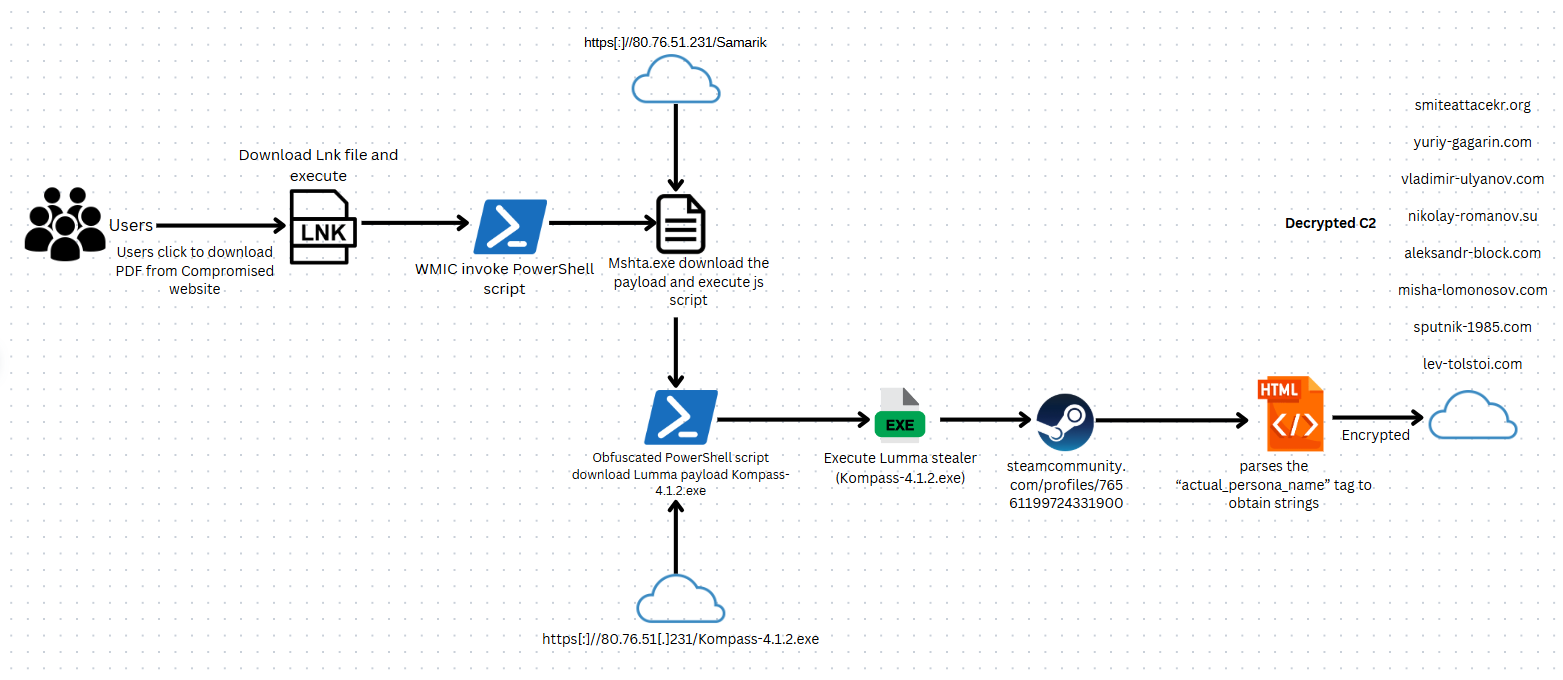 https[:]//80.76.51.231/Samarik
Download Lnk file and
execute
LNK
Users
Users click to download
PDF from Compromised
website
WMIC invoke PowerShell
script
Mshta.exe download the
payload and execute js
script
smiteattacekr.org
yuriy-gagarin.com
vladimir-ulyanov.com
nikolay-romanov.su
Decrypted C2
aleksandr-block.com
misha-lomonosov.com
sputnik-1985.com
lev-tolstoi.com
Obfuscated PowerShell script
download Lumma payload Kompass-
4.1.2.exe
EXE
Execute Lumma stealer
(Kompass-4.1.2.exe)
steamcommunity.
com/profiles/765
61199724331900
HTML
</>
parses the
“actual_persona_name” tag to
obtain strings
Encrypted
https[:]//80.76.51[.]231/Kompass-4.1.2.exe